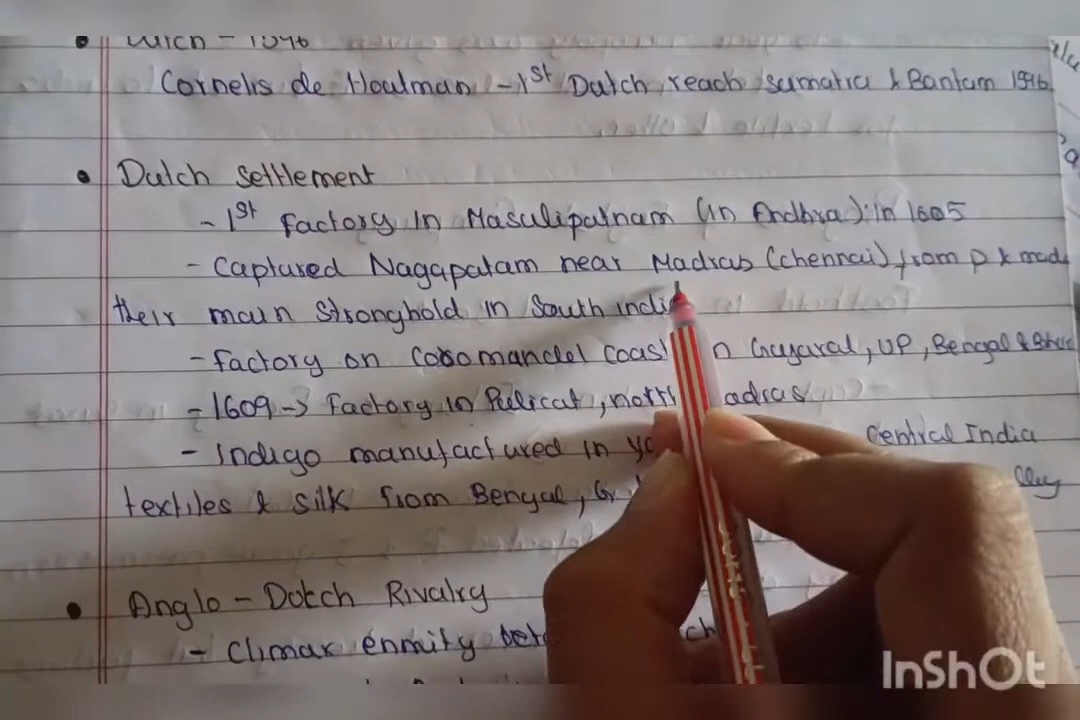 Dutch - 1596
Cornelis de Houtman - 1st Dutch reach Sumatra & Bantam 1596
• Dutch Settlement
- 1st Factory in Masulipatnam (in Andhra) in 1605
- Captured Nagapatam near Madras (Chennai) from P & made
their main stronghold in South India
- Factory on Coromandel coast in Gujarat, UP, Bengal & Bihar
- 1609 -> Factory in Pulicat, north Madras
- Indigo manufactured in Central India
textiles & silk from Bengal,
• Anglo - Dutch Rivalry
- Climax enmity
InShOt